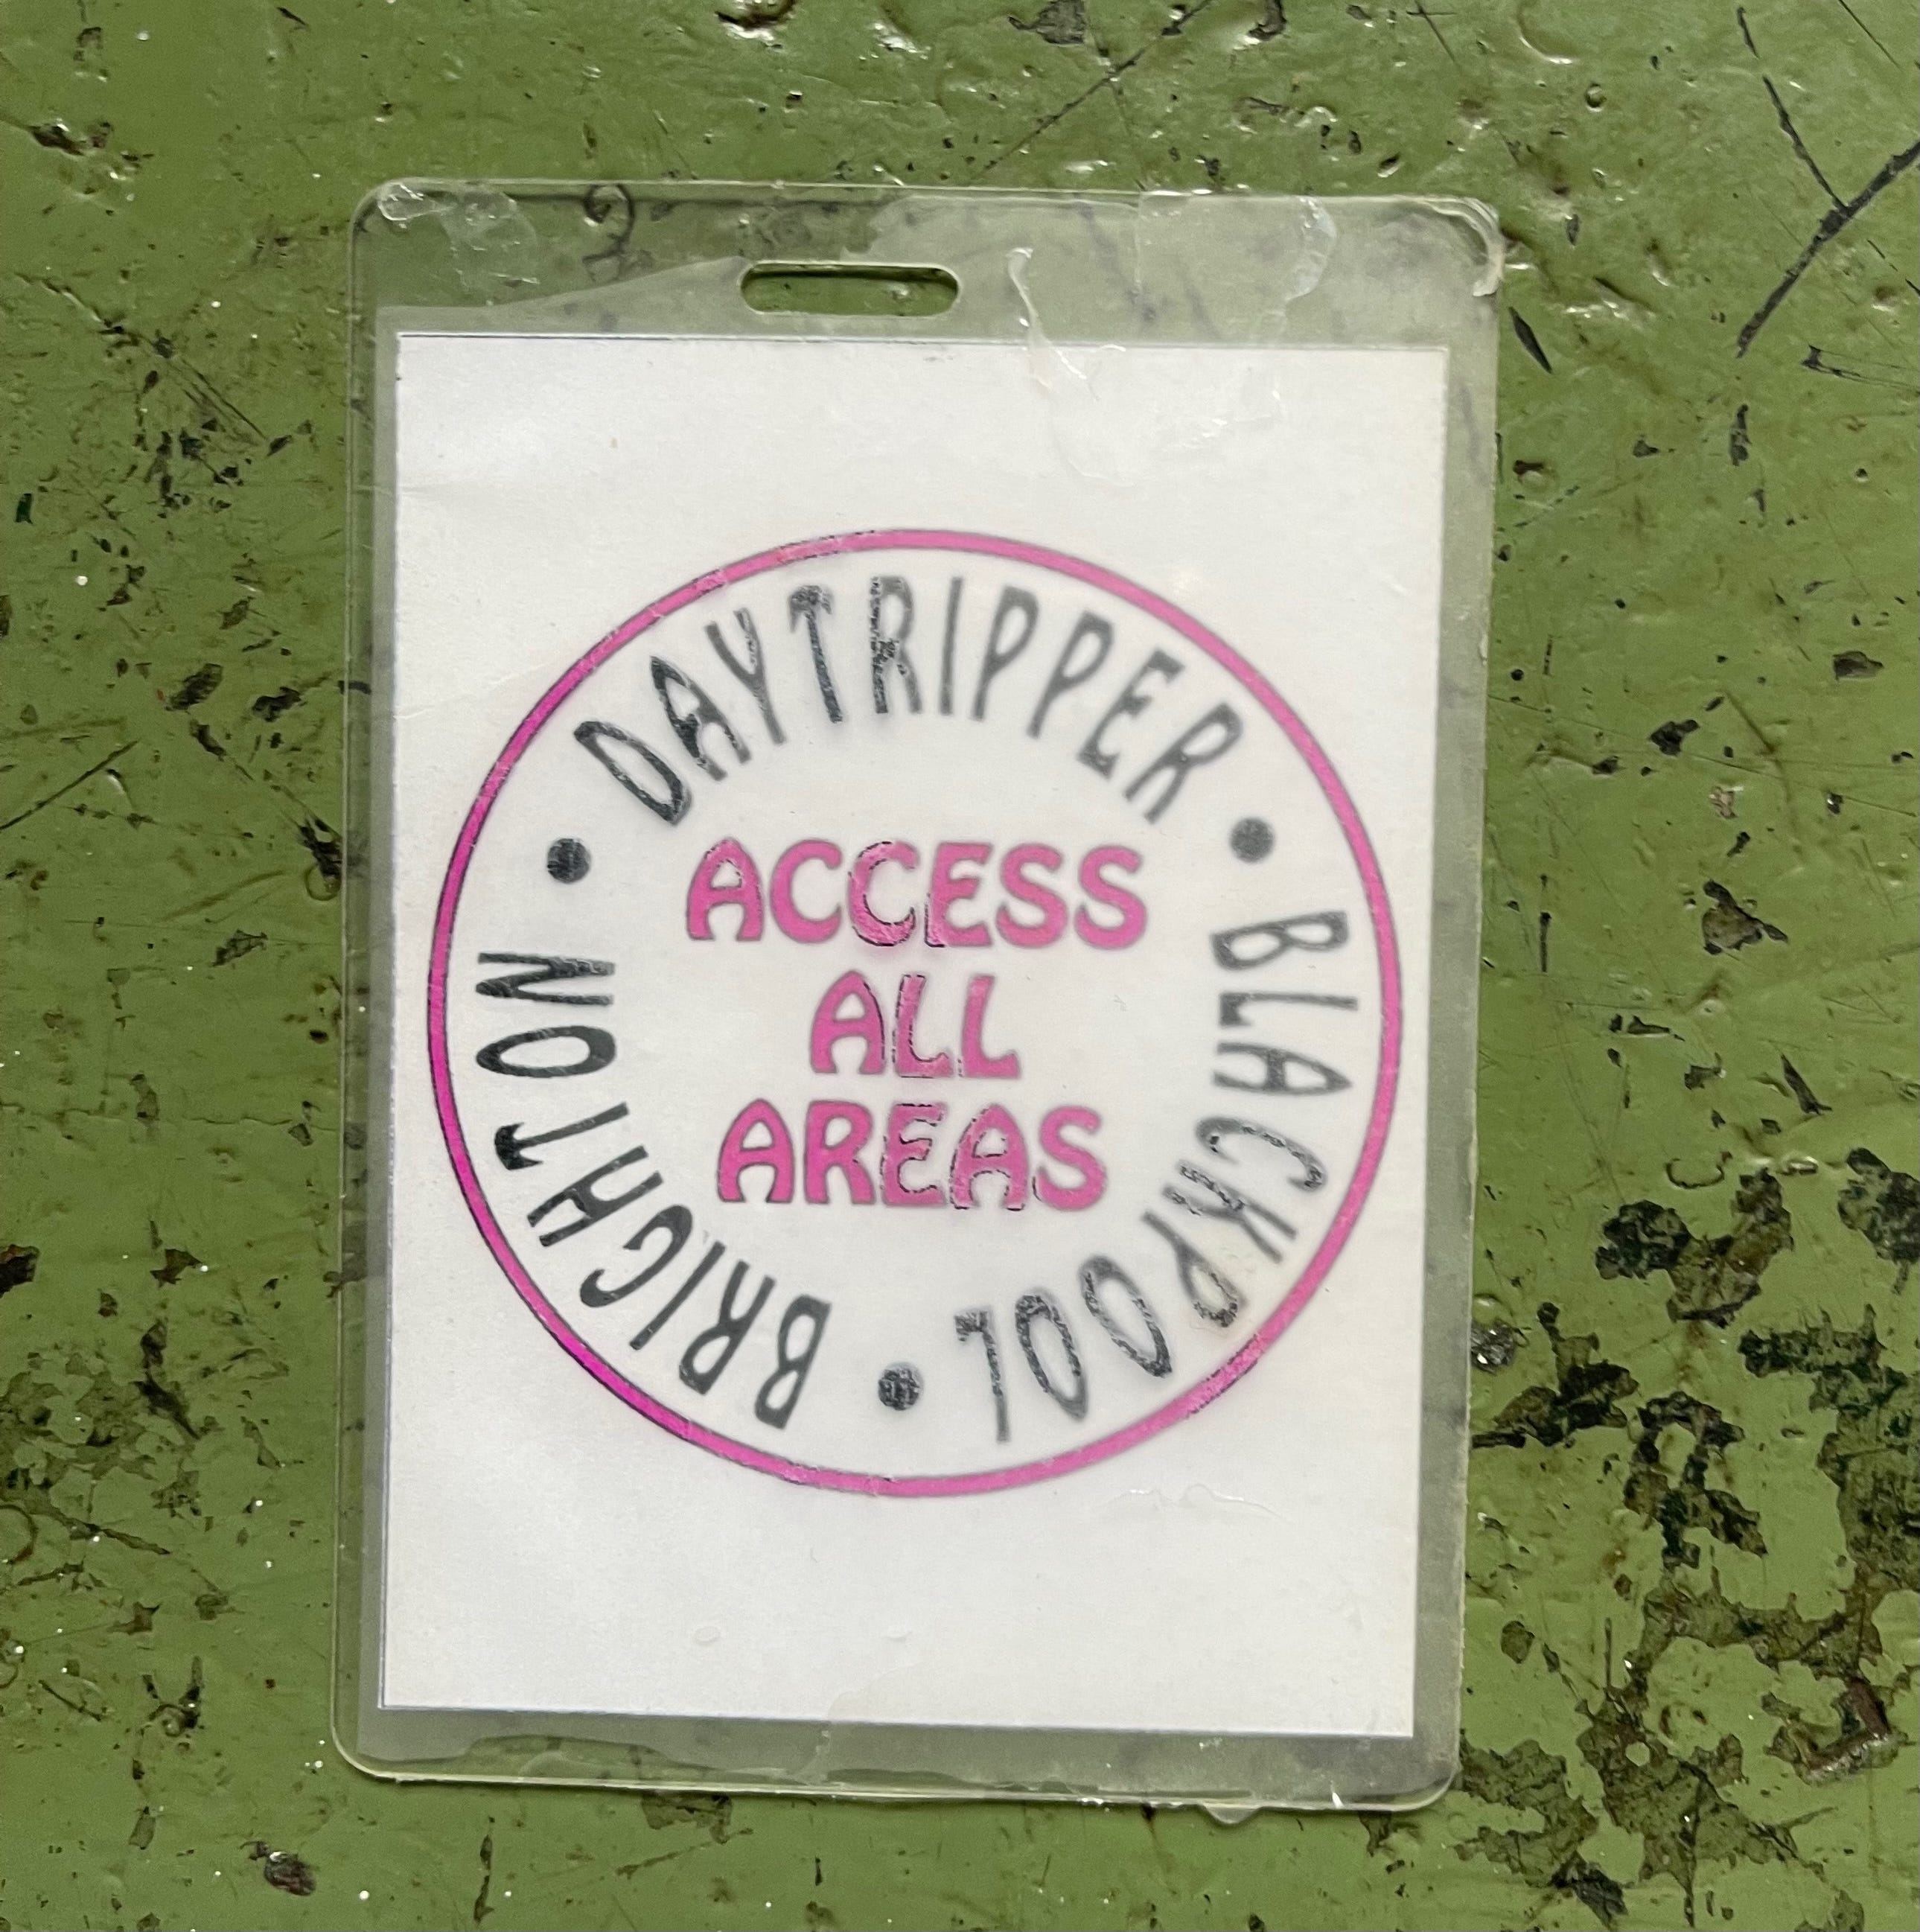 DAYTRIPPER • BLACKPOOL • BRIGHTON •
ACCESS
ALL
AREAS